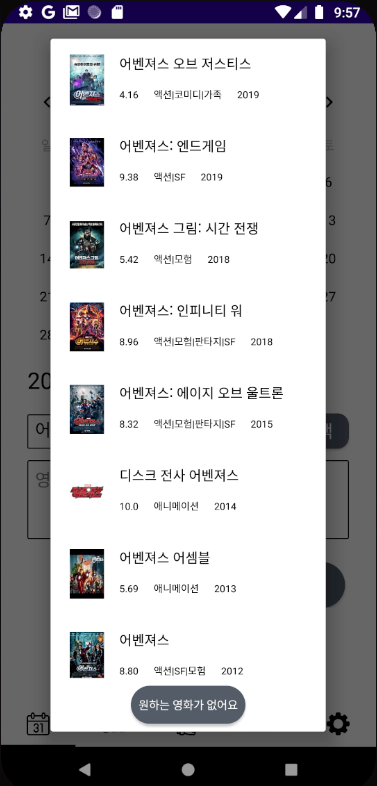 9:57
어벤져스 오브 저스티스
4.16 액션|코미디|가족 2019
어벤져스: 엔드게임
9.38 액션|SF 2019
어벤져스 그림: 시간 전쟁
5.42 액션|모험 2018
어벤져스: 인피니티 워
8.96 액션|모험|판타지|SF 2018
어벤져스: 에이지 오브 울트론
8.32 액션|모험|판타지|SF 2015
디스크 전사 어벤져스
10.0 애니메이션 2014
어벤져스 어셈블
5.69 애니메이션 2013
어벤져스
8.80 액션|SF|모험 2012
원하는 영화가 없어요
31